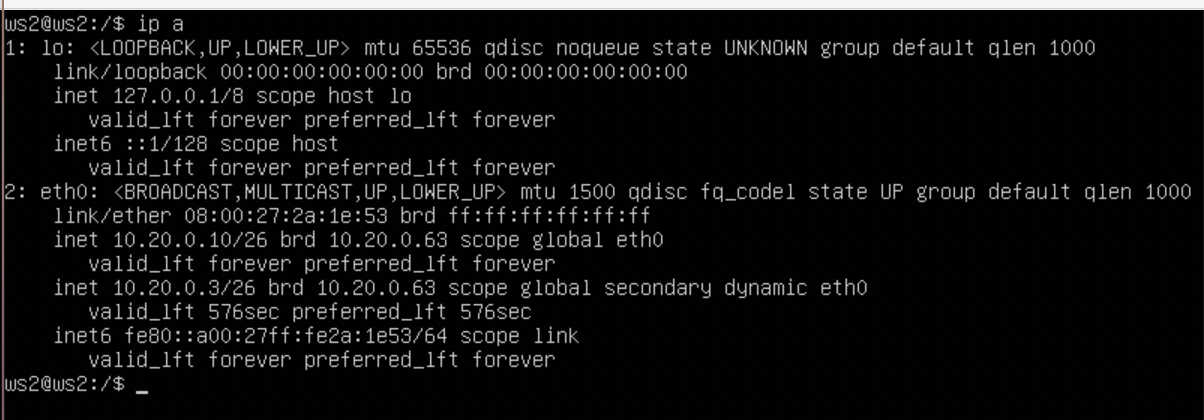 ws2@ws2:/$ ip a
1: lo: <LOOPBACK,UP,LOWER_UP> mtu 65536 qdisc noqueue state UNKNOWN group default qlen 1000
    link/loopback 00:00:00:00:00:00 brd 00:00:00:00:00:00
    inet 127.0.0.1/8 scope host lo
       valid_lft forever preferred_lft forever
    inet6 ::1/128 scope host
       valid_lft forever preferred_lft forever
2: eth0: <BROADCAST,MULTICAST,UP,LOWER_UP> mtu 1500 qdisc fq_codel state UP group default qlen 1000
    link/ether 08:00:27:2a:1e:53 brd ff:ff:ff:ff:ff:ff
    inet 10.20.0.10/26 brd 10.20.0.63 scope global eth0
       valid_lft forever preferred_lft forever
    inet 10.20.0.3/26 brd 10.20.0.63 scope global secondary dynamic eth0
       valid_lft 576sec preferred_lft 576sec
    inet6 fe80::a00:27ff:fe2a:1e53/64 scope link
       valid_lft forever preferred_lft forever
ws2@ws2:/$ _